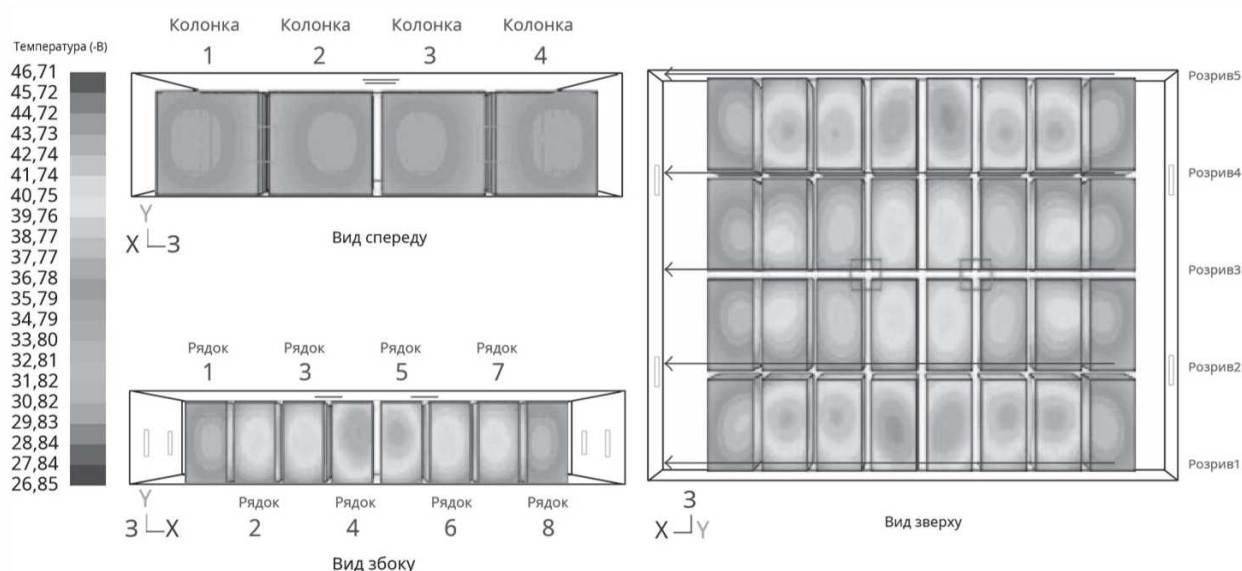 Колонка Колонка Колонка Колонка
1 2 3 4
Температура (-В)
46,71
45,72
44,72
43,73
42,74
41,74
40,75
39,76
38,77
37,77
36,78
35,79
34,79
33,80
32,81
31,82
30,82
29,83
28,84
27,84
26,85
Y
X 3
Вид спереду
Рядок Рядок Рядок Рядок
1 3 5 7
Y
3 X
Рядок Рядок Рядок Рядок
2 4 6 8
Вид збоку
Розрив5
Розрив4
Розрив3
Розрив2
Розрив1
3
X Y
Вид зверху